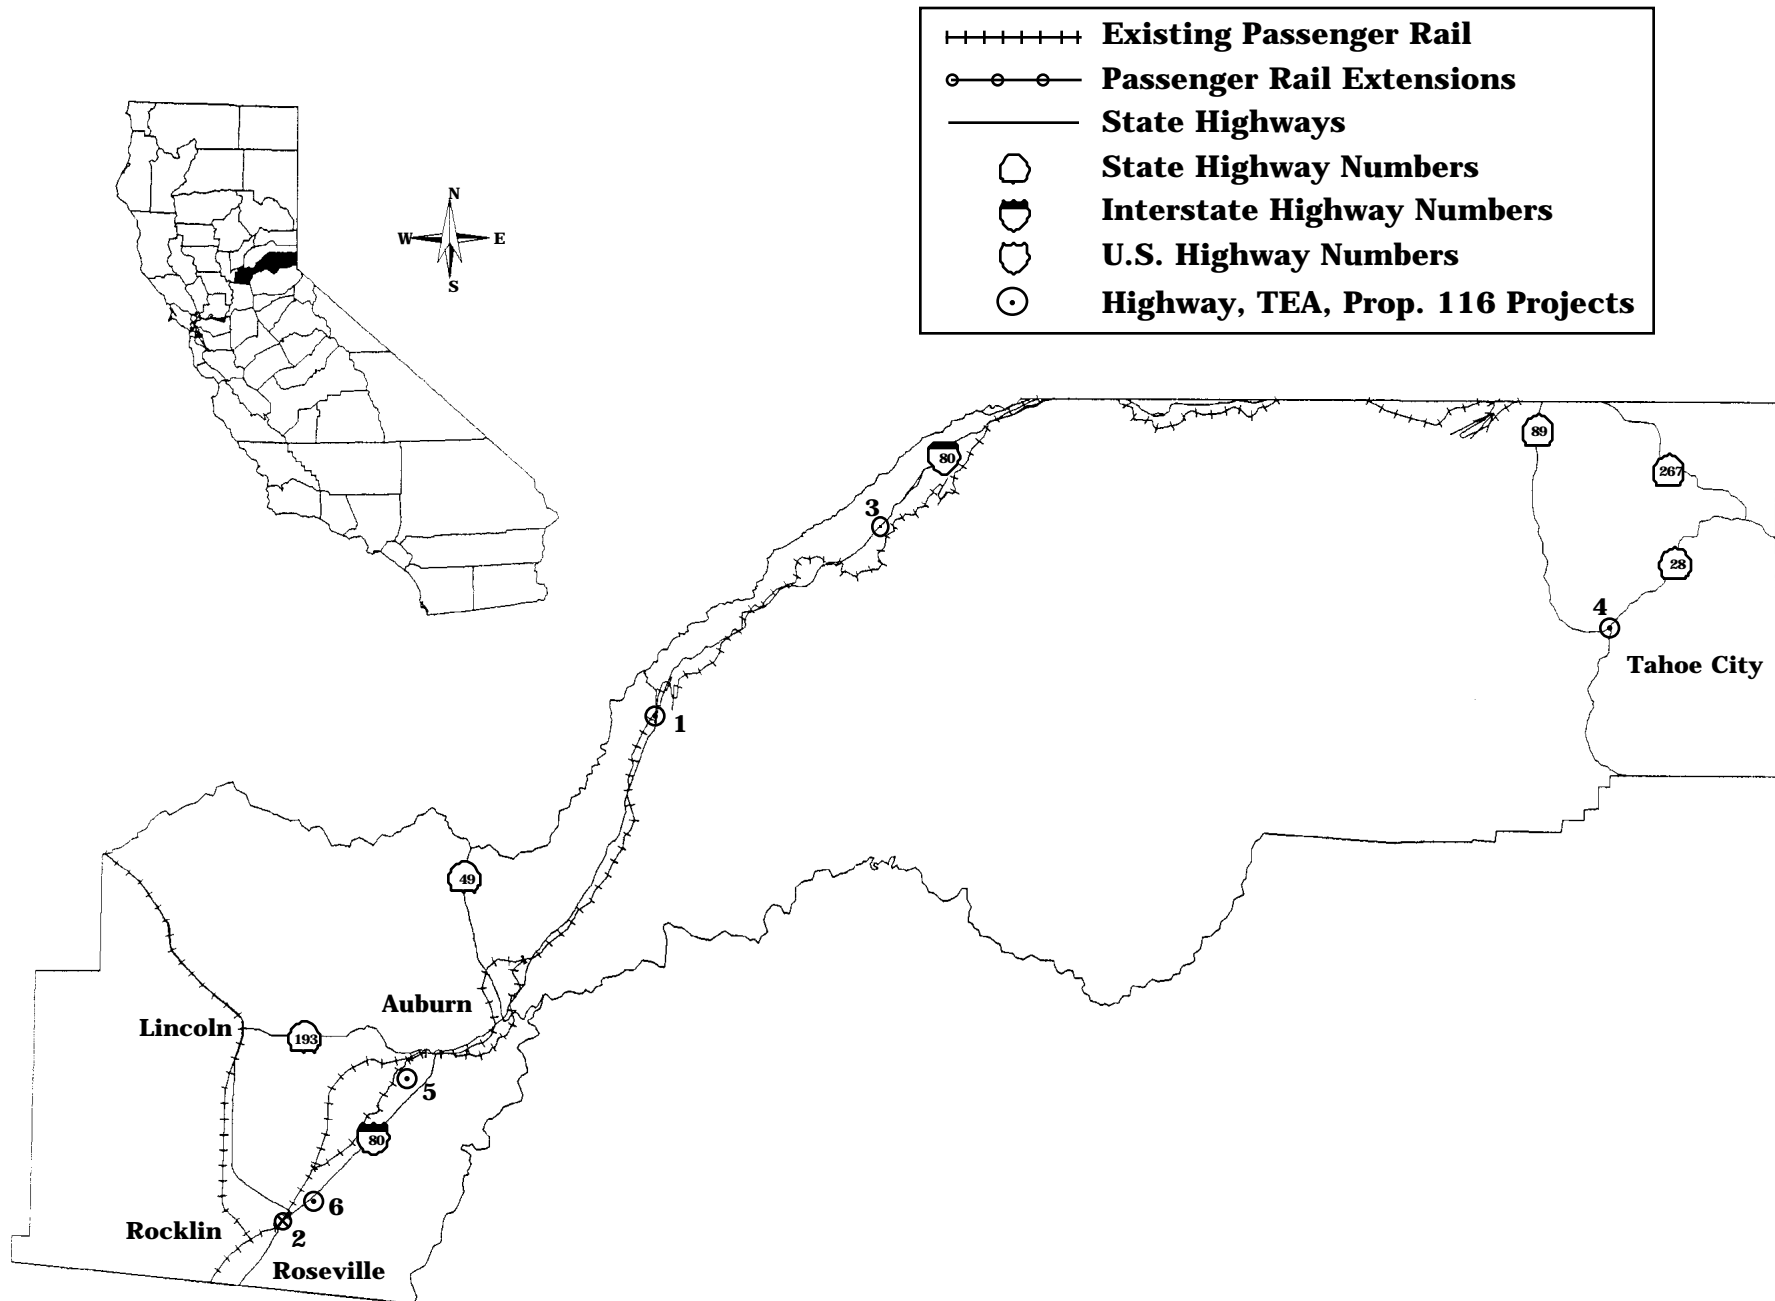 Existing Passenger Rail
Passenger Rail Extensions
State Highways
State Highway Numbers
Interstate Highway Numbers
U.S. Highway Numbers
Highway, TEA, Prop. 116 Projects
N
W E
S
89
80
267
3
28
4
Tahoe City
1
49
Auburn
Lincoln
193
5
80
6
Rocklin
2
Roseville